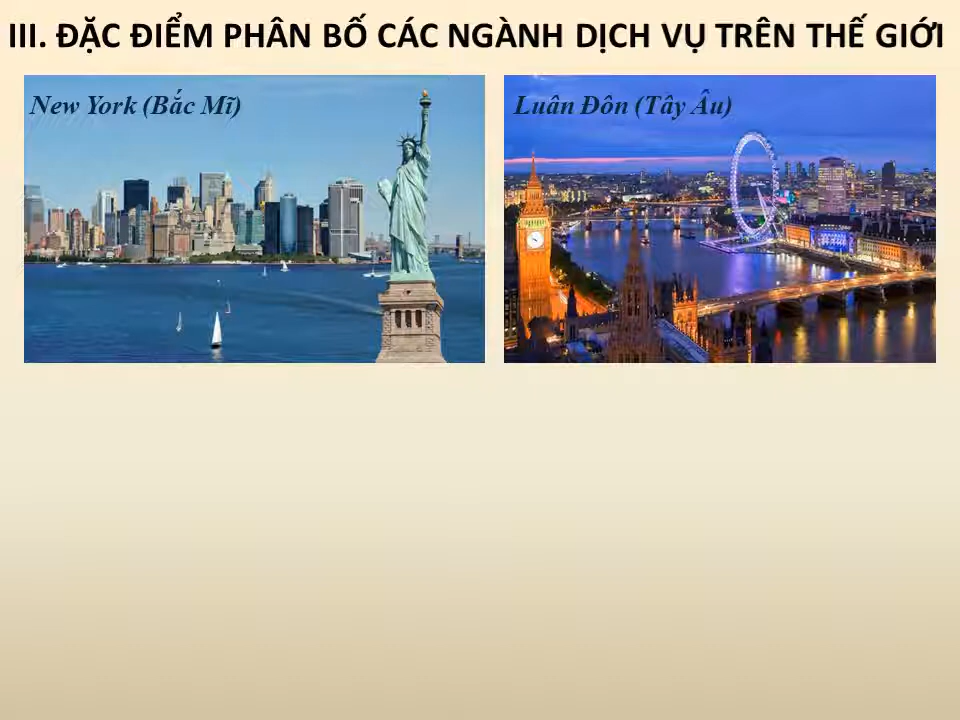 III. ĐẶC ĐIỂM PHÂN BỐ CÁC NGÀNH DỊCH VỤ TRÊN THẾ GIỚI
New York (Bắc Mĩ)
Luân Đôn (Tây Âu)